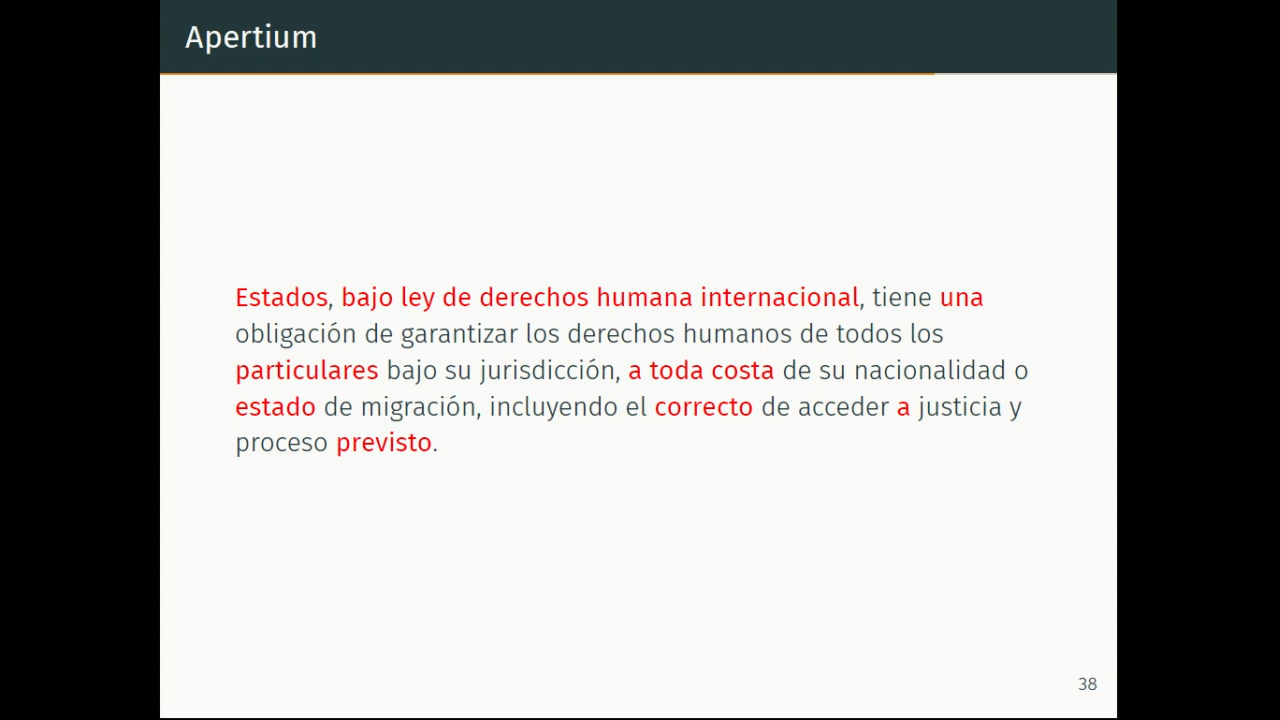 Apertium
Estados, bajo ley de derechos humana internacional, tiene una
obligación de garantizar los derechos humanos de todos los
particulares bajo su jurisdicción, a toda costa de su nacionalidad o
estado de migración, incluyendo el correcto de acceder a justicia y
proceso previsto.
38